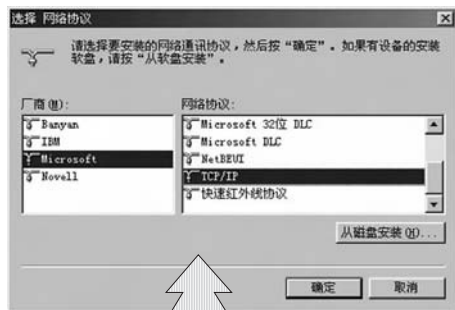 选择 网络协议
请选择要安装的网络通讯协议，然后按“确定”。如果有设备的安装
软盘，请按“从软盘安装”。
厂商(M):
Banyan
IBM
Microsoft
Novell
网络协议:
Microsoft 32位 DLC
Microsoft DLC
NetBEUI
TCP/IP
快速红外线协议
从磁盘安装(H)...
确定
取消